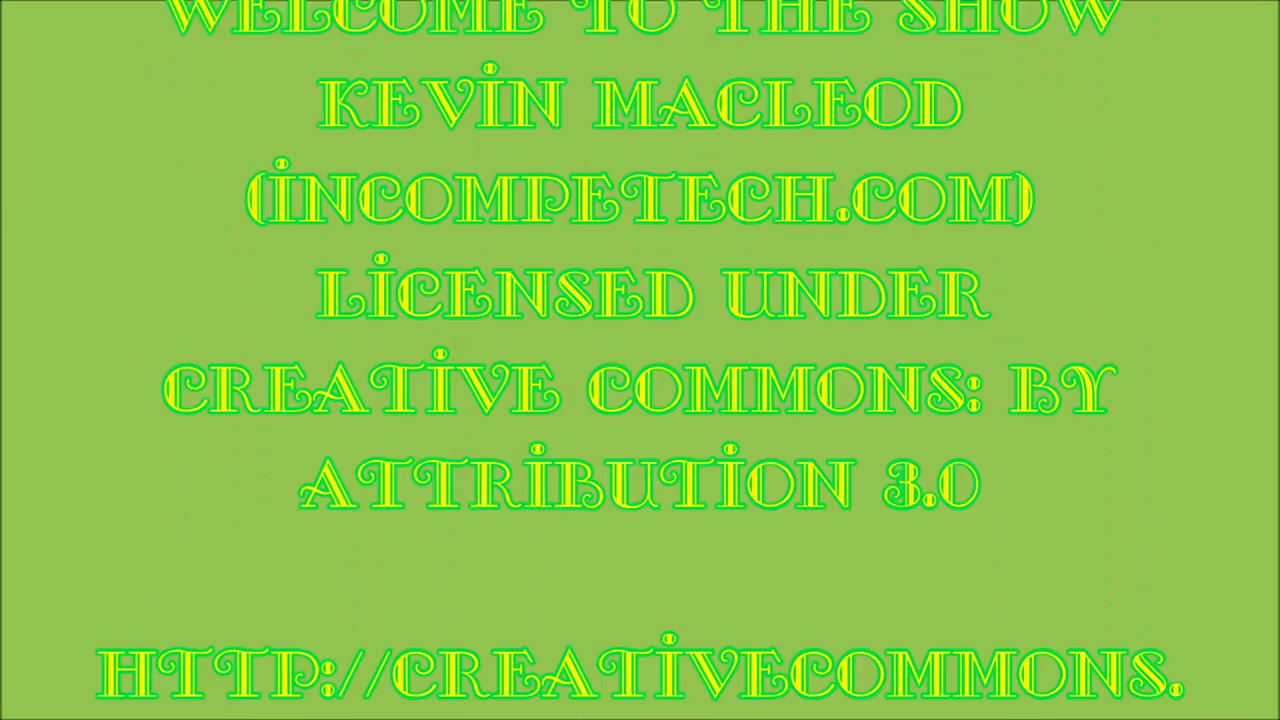 WELCOME TO THE SHOW
KEVİN MACLEOD
(İNCOMPETECH.COM)
LİCENSED UNDER
CREATİVE COMMONS: BY
ATTRİBUTİON 3.0
HTTP://CREATİVECOMMONS.